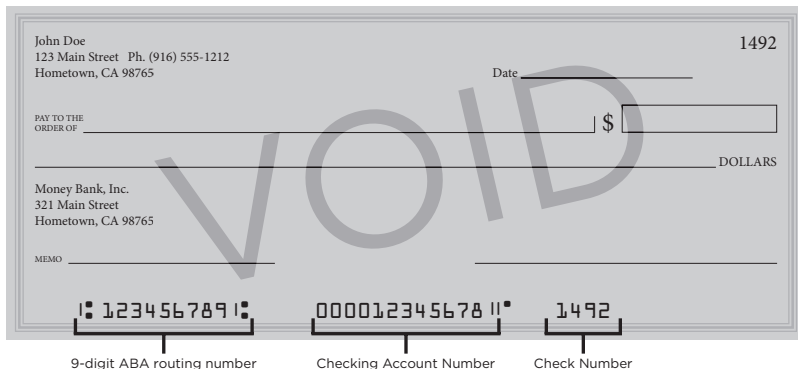 John Doe
1492
123 Main Street Ph. (916) 555-1212
Hometown, CA 98765
Date
PAY TO THE
ORDER OF
$
DOLLARS
VOID
Money Bank, Inc.
321 Main Street
Hometown, CA 98765
MEMO
⑆ 123456789⑆ 000012345678⑈ 1492
9-digit ABA routing number Checking Account Number Check Number